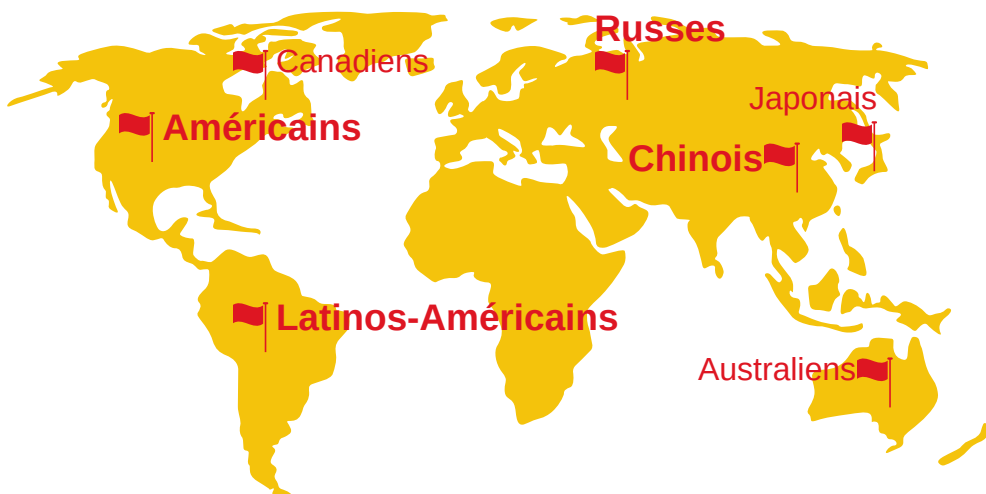 Russes
Canadiens
Japonais
Américains
Chinois
Latinos-Américains
Australiens